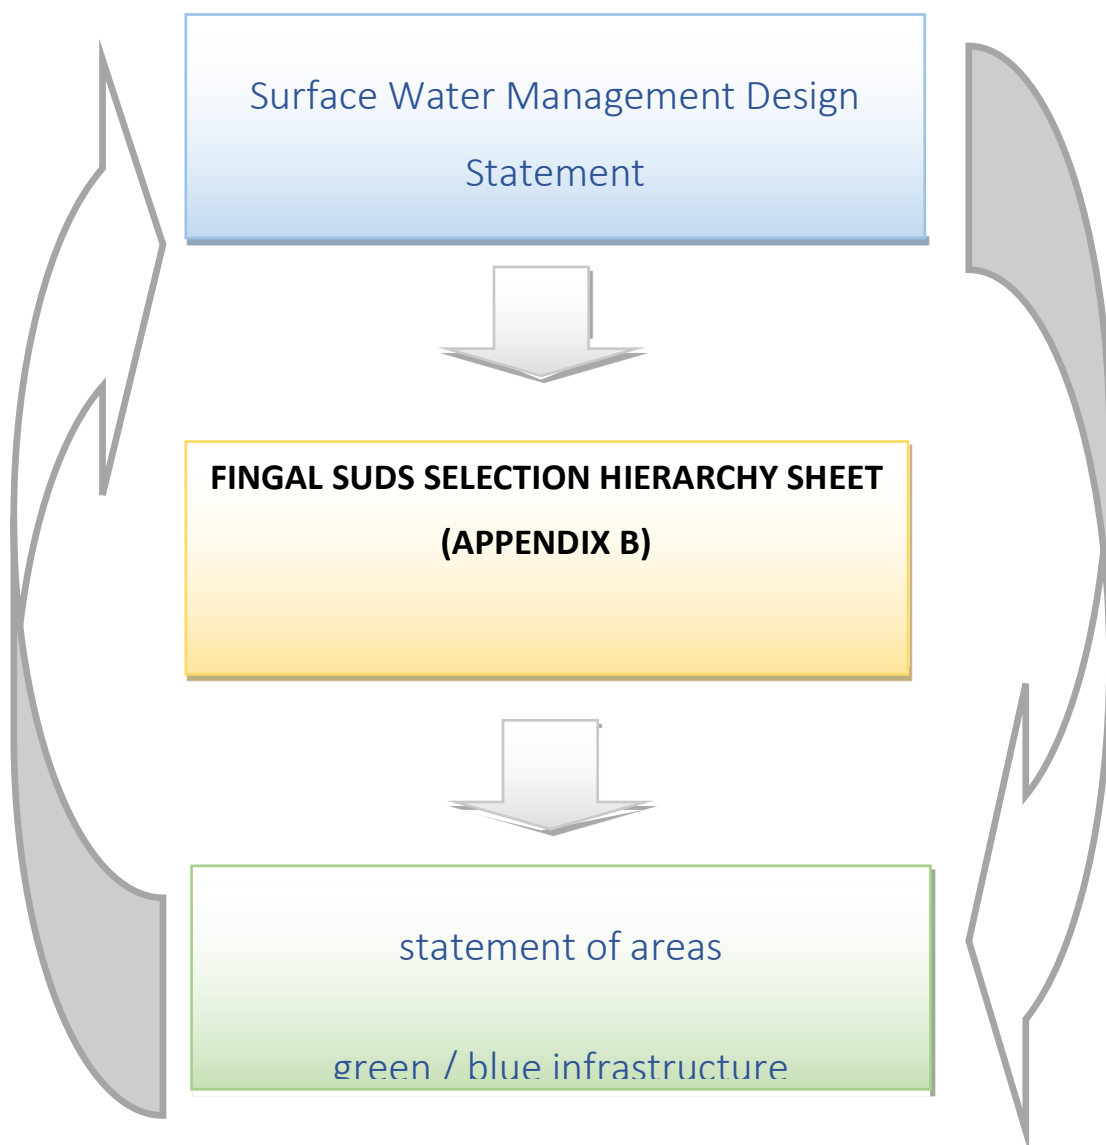 Surface Water Management Design
Statement
FINGAL SUDS SELECTION HIERARCHY SHEET
(APPENDIX B)
statement of areas
green / blue infrastructure